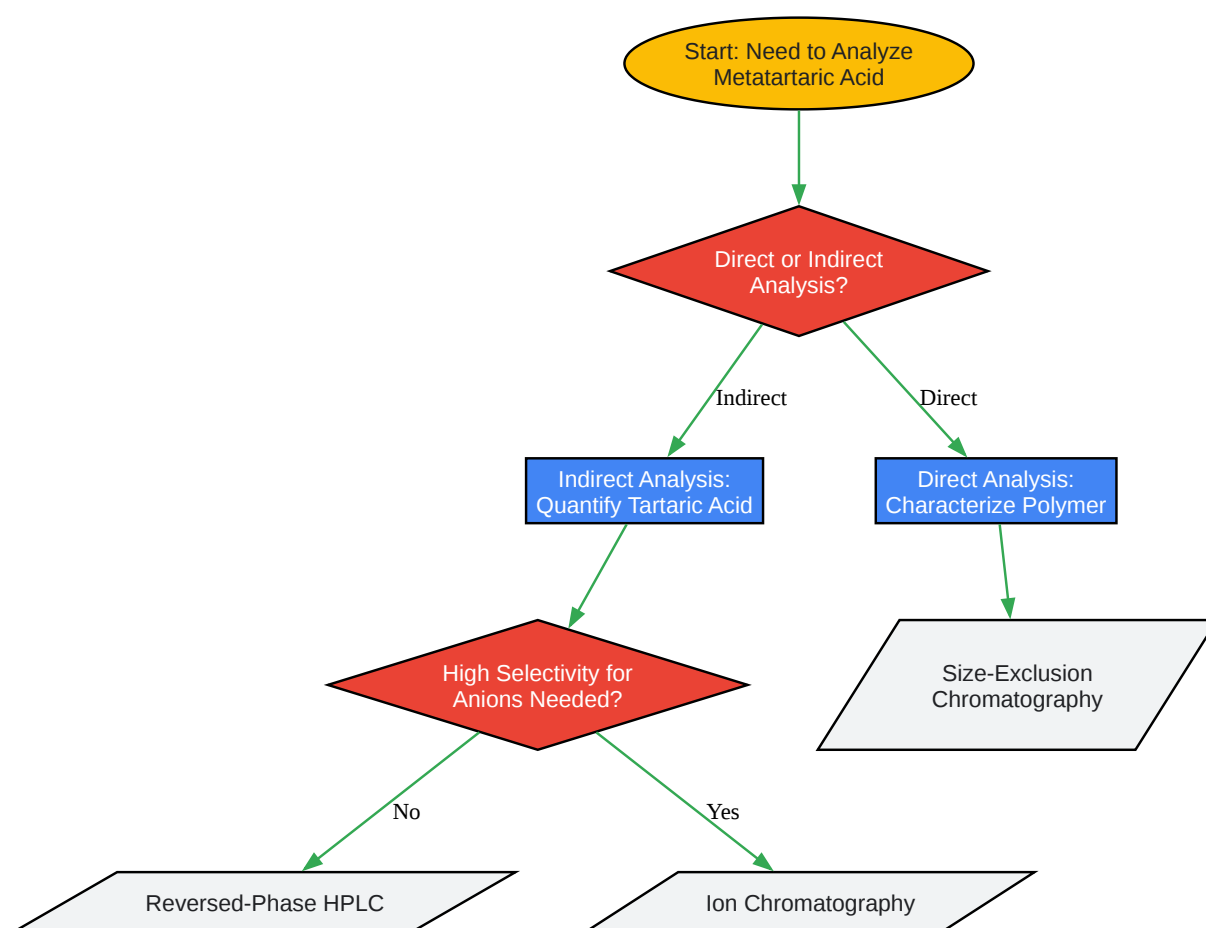 Start: Need to Analyze
Metatartaric Acid
Direct or Indirect
Analysis?
Indirect
Direct
Indirect Analysis:
Quantify Tartaric Acid
Direct Analysis:
Characterize Polymer
High Selectivity for
Anions Needed?
Size-Exclusion
Chromatography
No
Yes
Reversed-Phase HPLC
Ion Chromatography